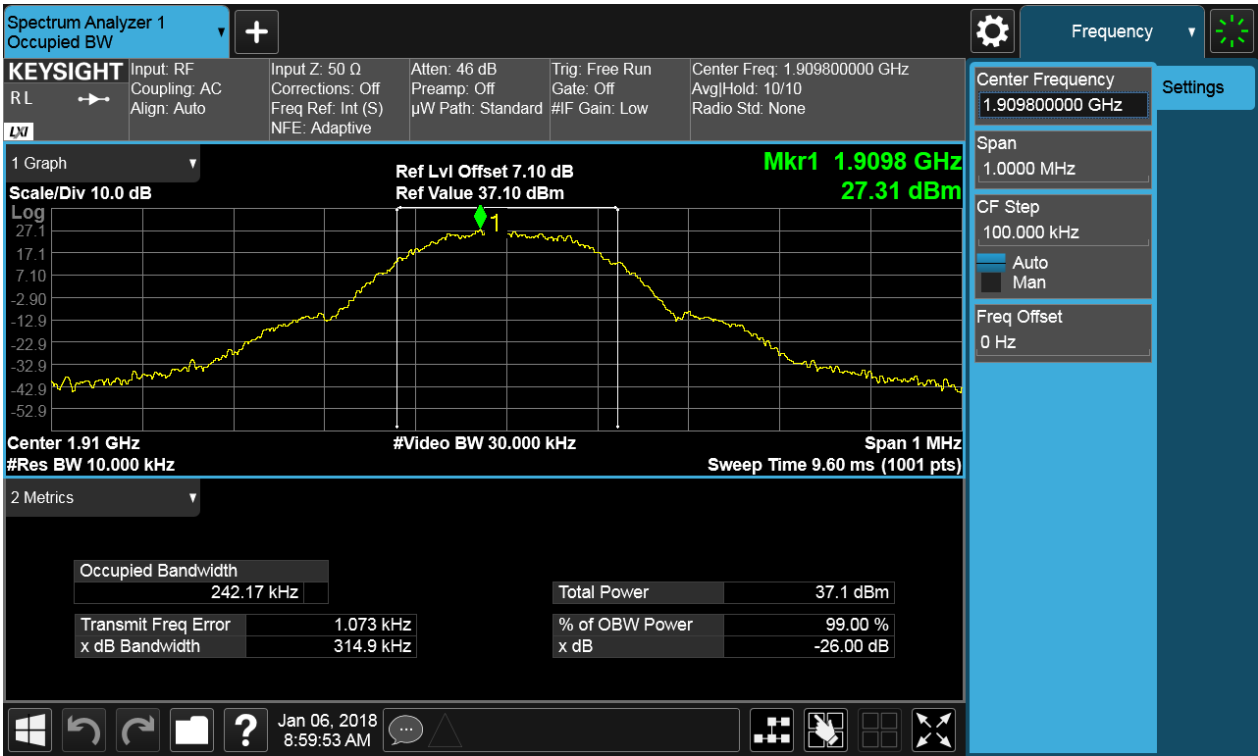 Spectrum Analyzer 1
Occupied BW
+
Frequency
KEYSIGHT
R L
LXI
Input: RF
Coupling: AC
Align: Auto
Input Z: 50 Ω
Corrections: Off
Freq Ref: Int (S)
NFE: Adaptive
Atten: 46 dB
Preamp: Off
µW Path: Standard
Trig: Free Run
Gate: Off
#IF Gain: Low
Center Freq: 1.909800000 GHz
Avg|Hold: 10/10
Radio Std: None
Center Frequency
1.909800000 GHz
Settings
Span
1.0000 MHz
CF Step
100.000 kHz
Auto
Man
Freq Offset
0 Hz
1 Graph
Scale/Div 10.0 dB
Ref Lvl Offset 7.10 dB
Ref Value 37.10 dBm
Mkr1 1.9098 GHz
27.31 dBm
Log
27.1
17.1
7.10
-2.90
-12.9
-22.9
-32.9
-42.9
-52.9
1
Center 1.91 GHz
#Video BW 30.000 kHz
Span 1 MHz
#Res BW 10.000 kHz
Sweep Time 9.60 ms (1001 pts)
2 Metrics
Occupied Bandwidth
242.17 kHz
Total Power 37.1 dBm
Transmit Freq Error 1.073 kHz
% of OBW Power 99.00 %
x dB Bandwidth 314.9 kHz
x dB -26.00 dB
?
Jan 06, 2018
8:59:53 AM